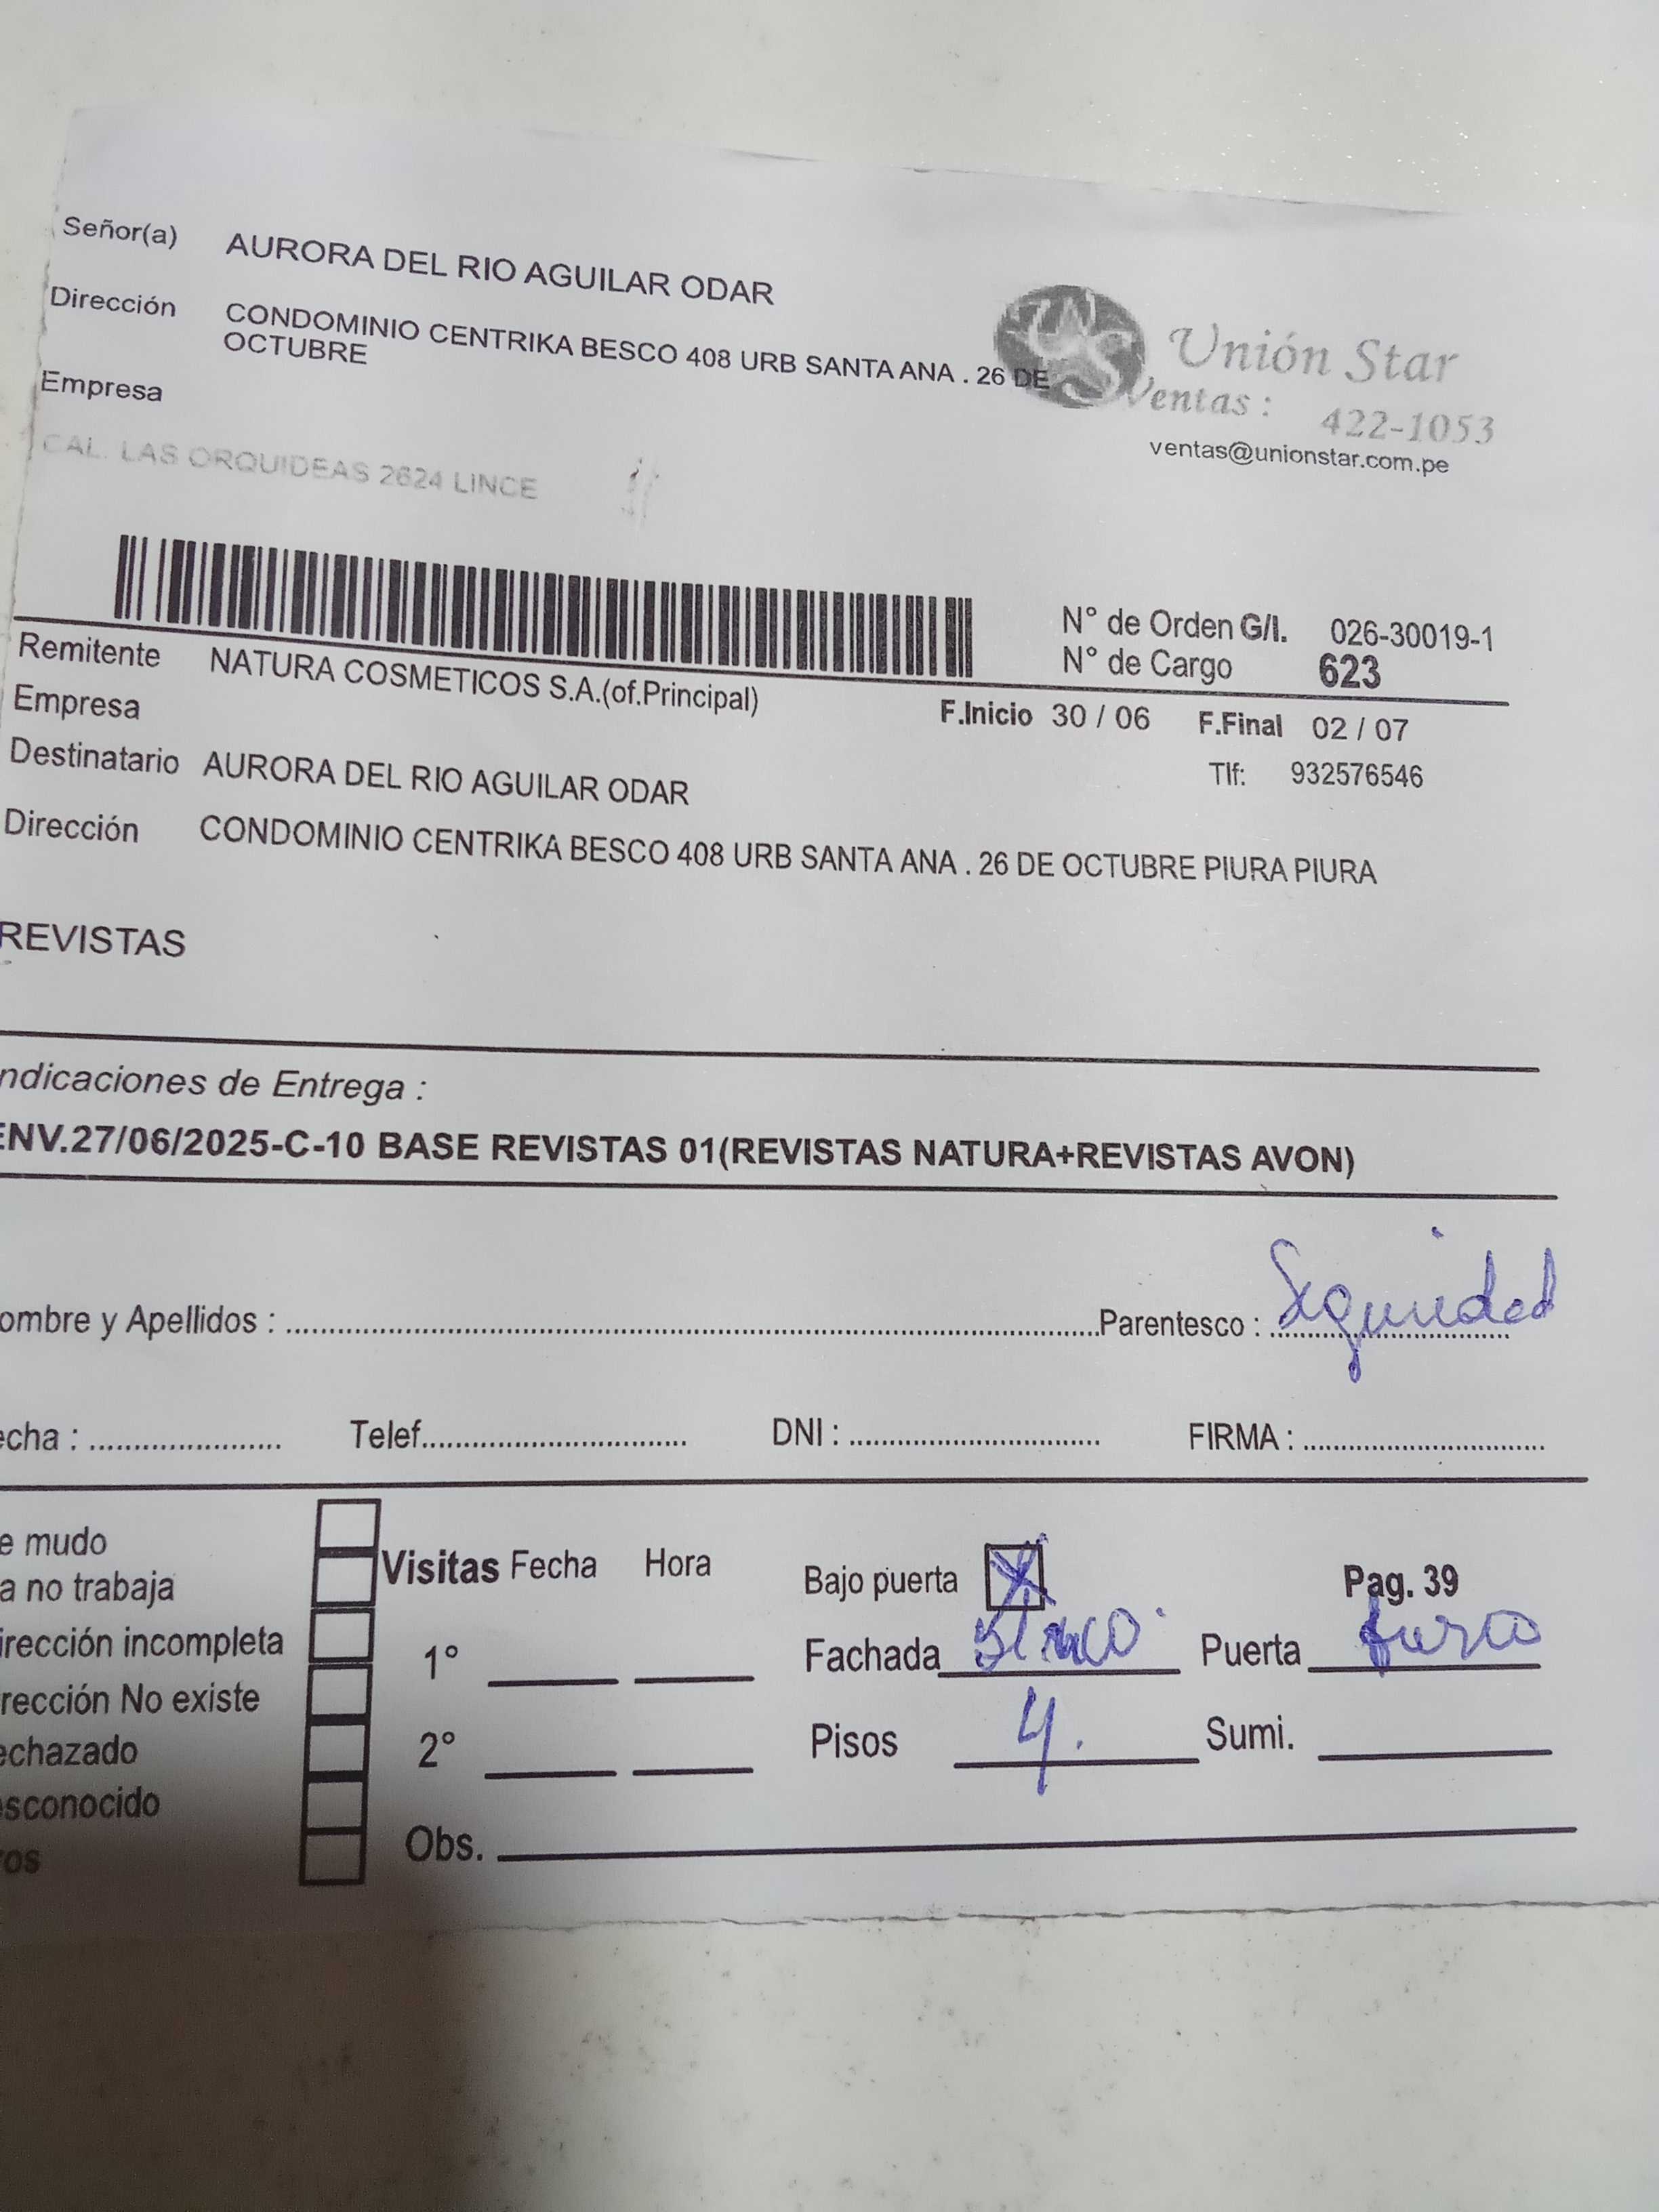 Señor(a) AURORA DEL RIO AGUILAR ODAR
Dirección CONDOMINIO CENTRIKA BESCO 408 URB SANTA ANA . 26 DE
OCTUBRE
Unión Star
Ventas : 422-1053
ventas@unionstar.com.pe
Empresa
CAL. LAS ORQUIDEAS 2624 LINCE
N° de Orden G/I. 026-30019-1
N° de Cargo 623
Remitente NATURA COSMETICOS S.A.(of.Principal)
Empresa
F.Inicio 30 / 06 F.Final 02 / 07
Destinatario AURORA DEL RIO AGUILAR ODAR
Tlf: 932576546
Dirección CONDOMINIO CENTRIKA BESCO 408 URB SANTA ANA . 26 DE OCTUBRE PIURA PIURA
REVISTAS
ndicaciones de Entrega :
ENV.27/06/2025-C-10 BASE REVISTAS 01(REVISTAS NATURA+REVISTAS AVON)
ombre y Apellidos : Parentesco : Seguridad
echa : Telef. DNI : FIRMA :
e mudo
a no trabaja
irección incompleta
rección No existe
echazado
esconocido
ros
Visitas Fecha Hora
1°
2°
Obs.
Bajo puerta X Pag. 39
Fachada Blanco Puerta
Pisos 4. Sumi.